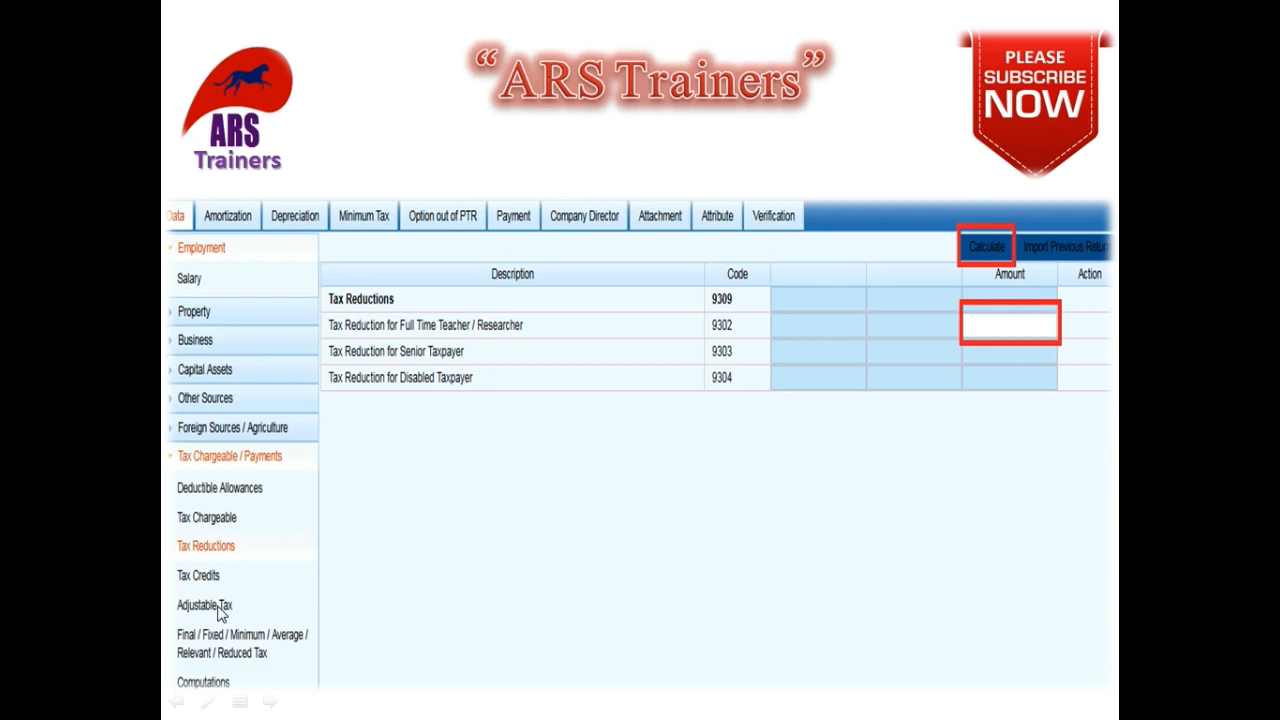 ARS
Trainers
“ARS Trainers”
PLEASE
SUBSCRIBE
NOW
Data Amortization Depreciation Minimum Tax Option out of PTR Payment Company Director Attachment Attribute Verification
Employment
Calculate Import Previous Return
Salary
Description Code Amount Action
Tax Reductions 9309
Property
Tax Reduction for Full Time Teacher / Researcher 9302
Business
Tax Reduction for Senior Taxpayer 9303
Capital Assets
Tax Reduction for Disabled Taxpayer 9304
Other Sources
Foreign Sources / Agriculture
Tax Chargeable / Payments
Deductible Allowances
Tax Chargeable
Tax Reductions
Tax Credits
Adjustable Tax
Final / Fixed / Minimum / Average /
Relevant / Reduced Tax
Computations